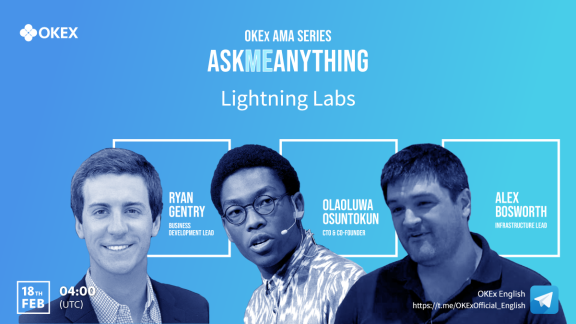 OKEX
OKEx AMA SERIES
ASKMEANYTHING
Lightning Labs
RYAN
GENTRY
BUSINESS
DEVELOPMENT LEAD
OLAOLUWA
OSUNTOKUN
CTO & CO-FOUNDER
ALEX
BOSWORTH
INFRASTRUCTURE LEAD
18TH
FEB
04:00
(UTC)
OKEx English
https://t.me/OKExOfficial_English